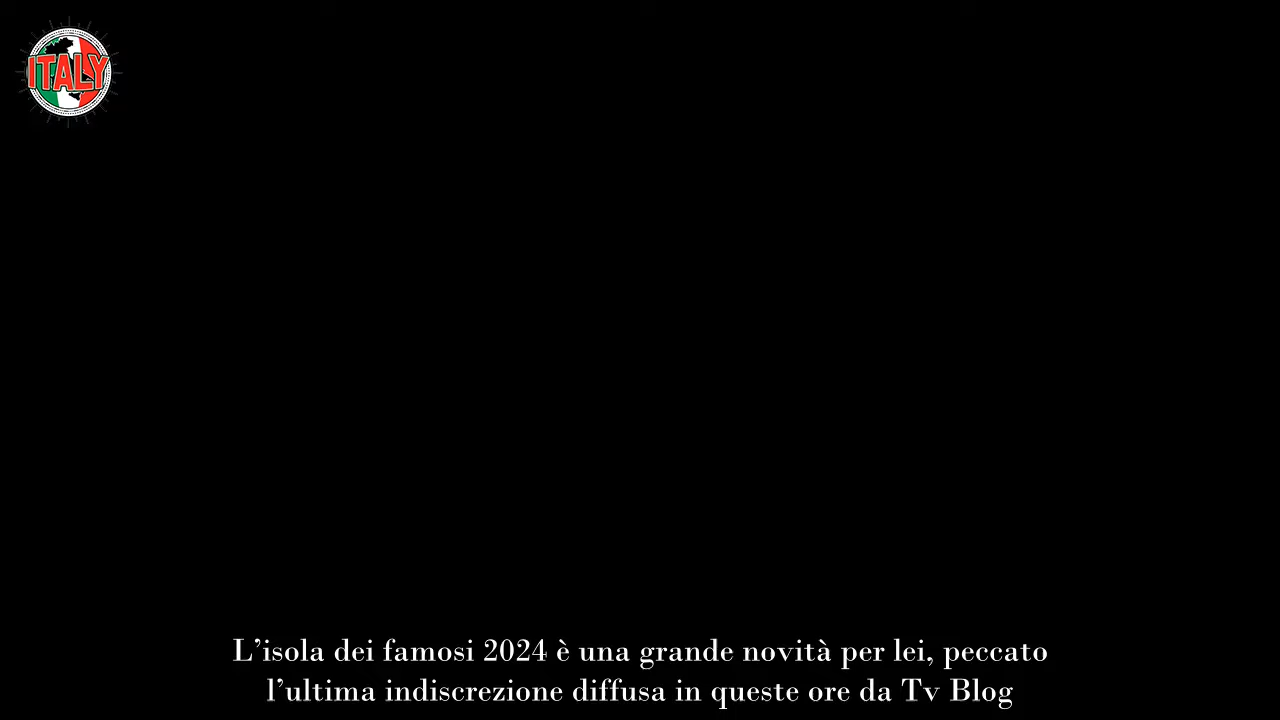 ITALY
L’isola dei famosi 2024 è una grande novità per lei, peccato
l’ultima indiscrezione diffusa in queste ore da Tv Blog